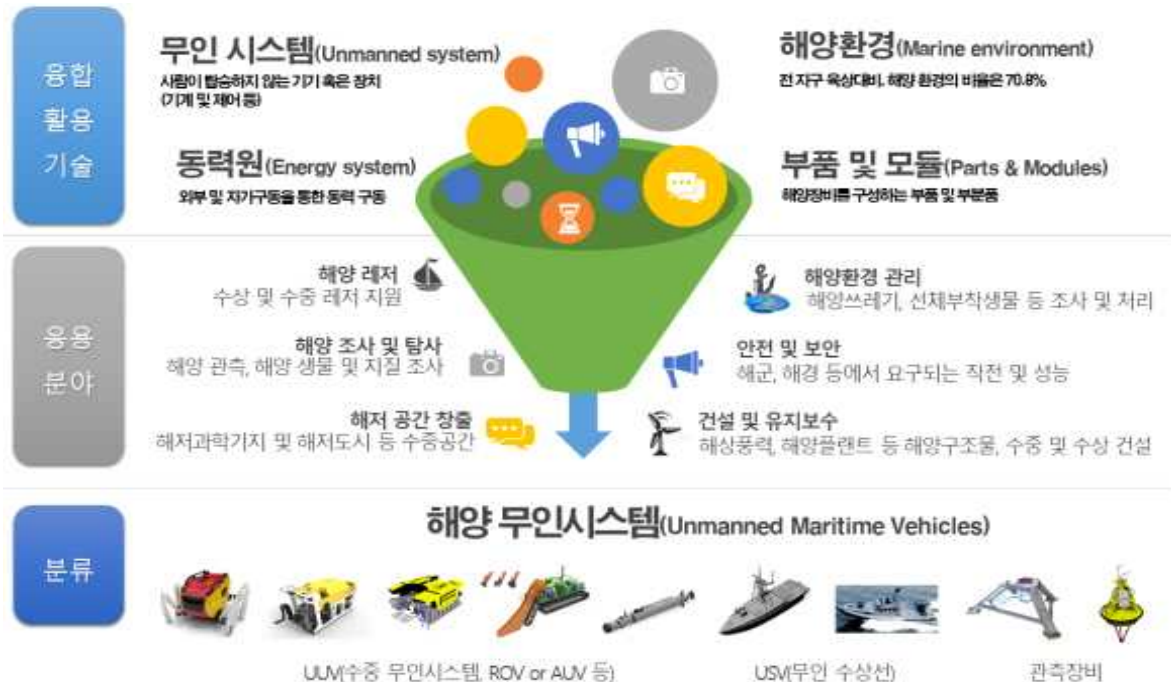 융합
활용
기술
무인 시스템(Unmanned system)
사람이 탑승하지 않는 기기 혹은 장치
(기계 및 제어 등)
해양환경(Marine environment)
전 지구 육상대비, 해양 환경의 비율은 70.8%
동력원(Energy system)
외부 및 자가구동을 통한 동력 구동
부품 및 모듈(Parts & Modules)
해양장비를 구성하는 부품 및 부분품
응용
분야
해양 레저
수상 및 수중 레저 지원
해양환경 관리
해양쓰레기, 선체부착생물 등 조사 및 처리
해양 조사 및 탐사
해양 관측, 해양 생물 및 지질 조사
안전 및 보안
해군, 해경 등에서 요구되는 작전 및 성능
해저 공간 창출
해저과학기지 및 해저도시 등 수중공간
건설 및 유지보수
해상풍력, 해양플랜트 등 해양구조물, 수중 및 수상 건설
분류
해양 무인시스템(Unmanned Maritime Vehicles)
UUV(수중 무인시스템, ROV or AUV 등)
USV(무인 수상선)
관측장비